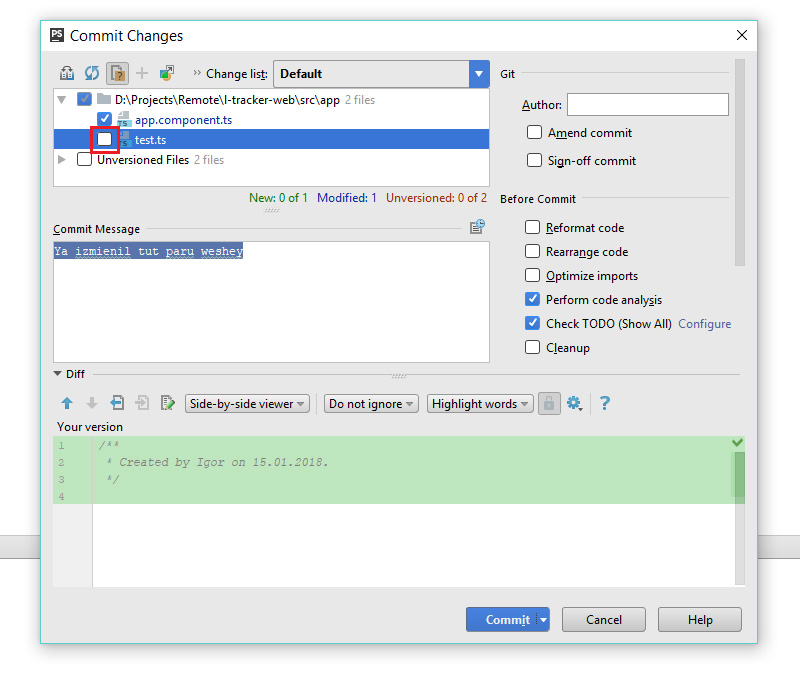 PS Commit Changes
Change list: Default
D:\Projects\Remote\I-tracker-web\src\app 2 files
app.component.ts
test.ts
Unversioned Files 2 files
New: 0 of 1 Modified: 1 Unversioned: 0 of 2
Commit Message
Ya izmienil tut paru weshey
Git
Author:
Amend commit
Sign-off commit
Before Commit
Reformat code
Rearrange code
Optimize imports
Perform code analysis
Check TODO (Show All) Configure
Cleanup
Diff
Side-by-side viewer Do not ignore Highlight words ?
Your version
1 /**
2 * Created by Igor on 15.01.2018.
3 */
4
Commit Cancel Help